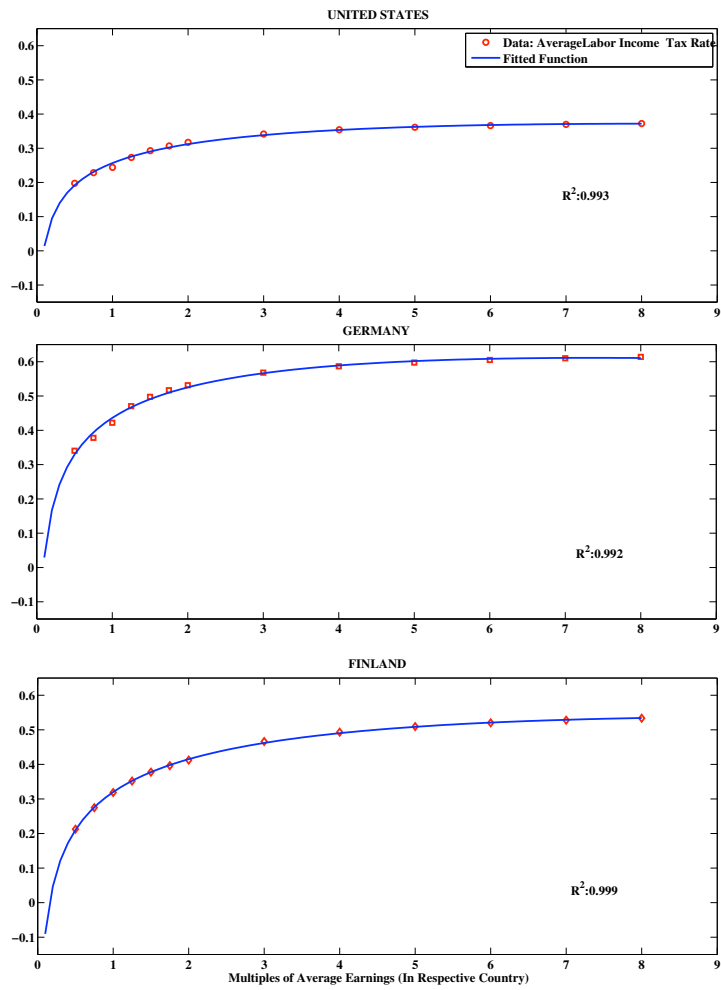 UNITED STATES
Data: AverageLabor Income Tax Rate
Fitted Function
0.6
0.5
0.4
0.3
0.2
0.1
0
−0.1
R2:0.993
0 1 2 3 4 5 6 7 8 9
GERMANY
0.6
0.5
0.4
0.3
0.2
0.1
0
−0.1
R2:0.992
0 1 2 3 4 5 6 7 8 9
FINLAND
0.6
0.5
0.4
0.3
0.2
0.1
0
−0.1
R2:0.999
0 1 2 3 4 5 6 7 8 9
Multiples of Average Earnings (In Respective Country)